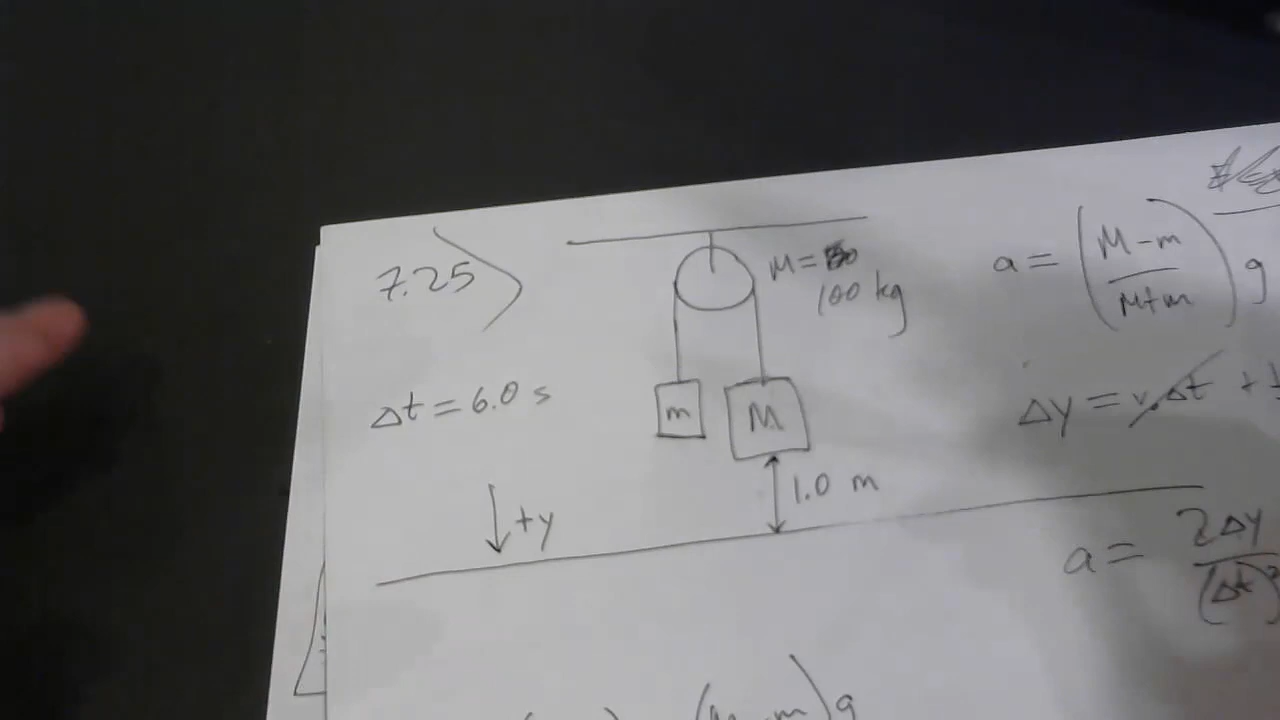 7.25
M =
100 kg
a = (M - m / M + m) g
Δt = 6.0 s
m
M
Δy = v₀Δt +
1.0 m
+y
a = 2Δy / (Δt)²
- m) g